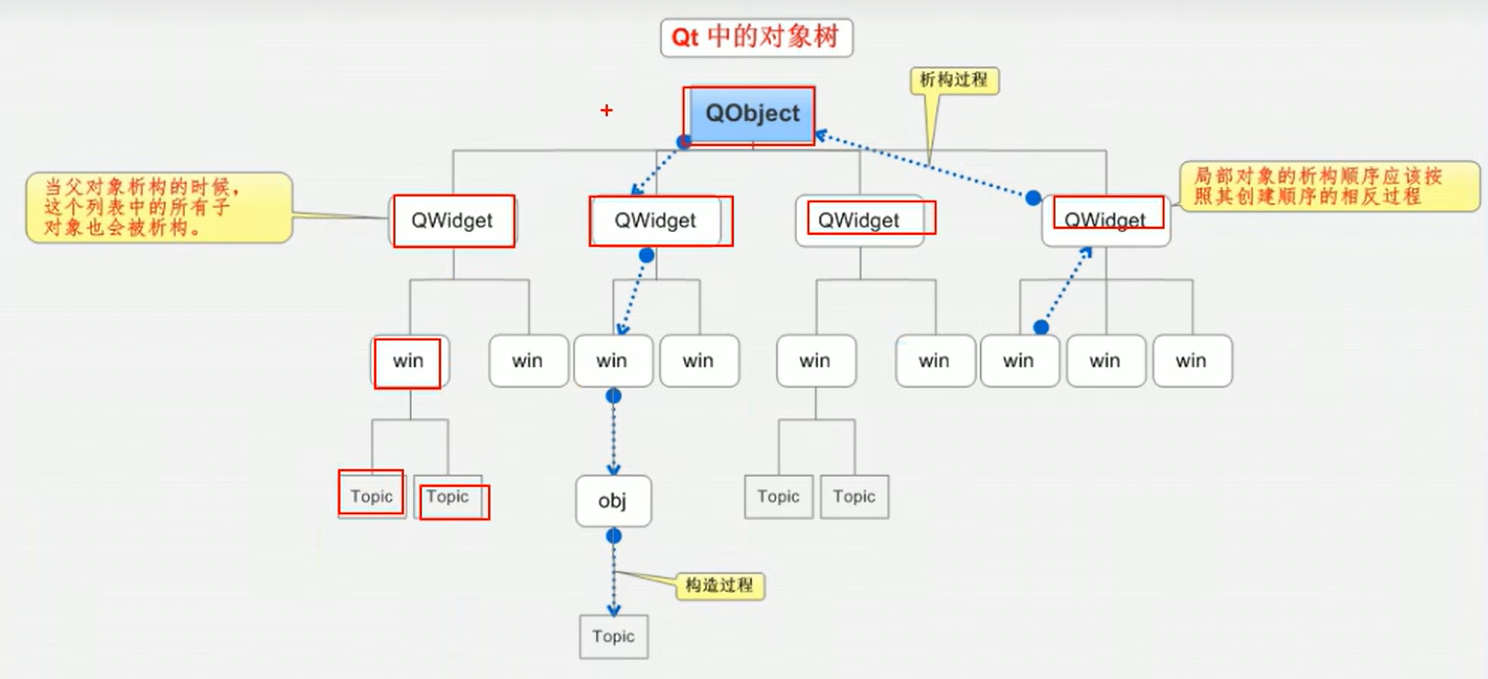 Qt 中的对象树
析构过程
QObject
当父对象析构的时候，
这个列表中的所有子
对象也会被析构。
局部对象的析构顺序应该按
照其创建顺序的相反过程
QWidget
QWidget
QWidget
QWidget
win
win
win
win
win
win
win
win
win
Topic
Topic
obj
Topic
Topic
构造过程
Topic